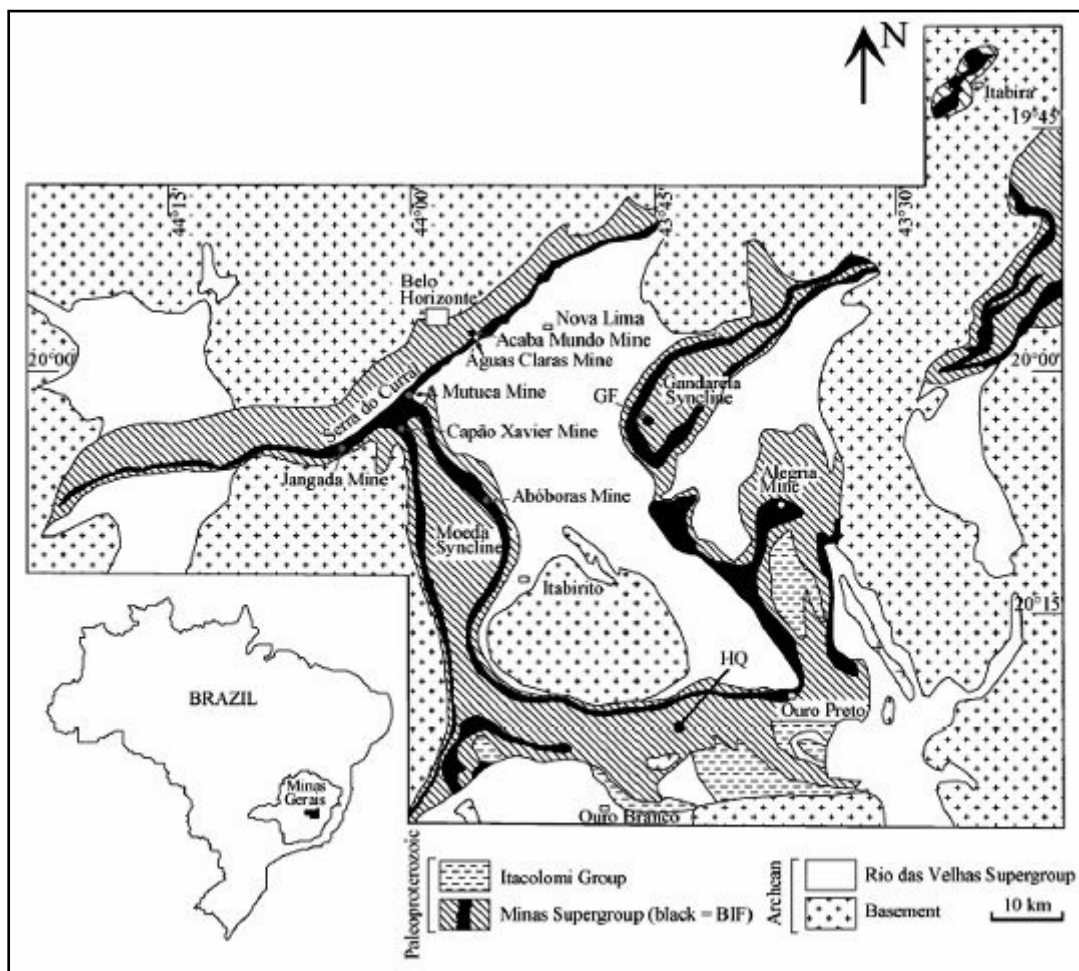 N
Itabira
19°45'
44°15'
44°00'
43°45'
43°30'
Belo
Horizonte
Nova Lima
Acaba Mundo Mine
Águas Claras Mine
20°00'
20°00'
Serra do Curral
Mutuca Mine
GF
Gandarela
Syncline
Capão Xavier Mine
Jangada Mine
Alegria
Mine
Abóboras Mine
Moeda
Syncline
Itabirito
20°15'
HQ
BRAZIL
Ouro Preto
Minas
Gerais
Ouro Branco
Paleoproterozoic
Itacolomi Group
Minas Supergroup (black = BIF)
Archean
Rio das Velhas Supergroup
Basement
10 km